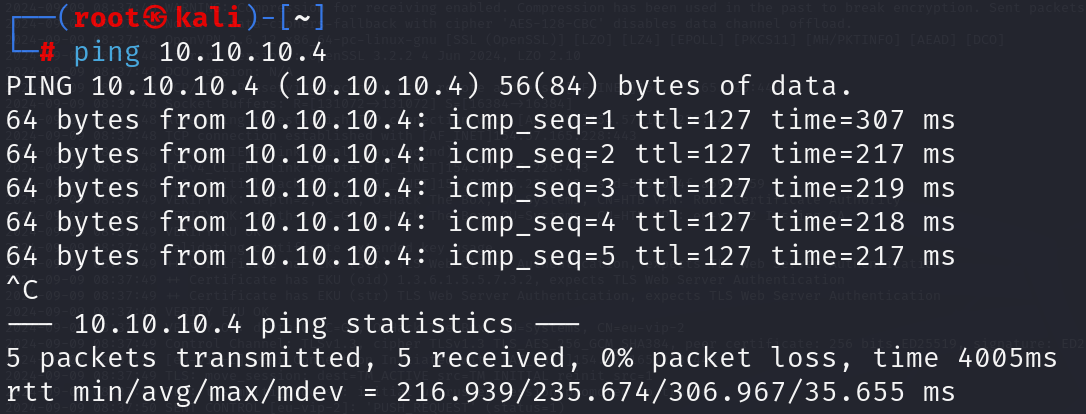 ┌──(root㉿kali)-[~]
└─# ping 10.10.10.4
PING 10.10.10.4 (10.10.10.4) 56(84) bytes of data.
64 bytes from 10.10.10.4: icmp_seq=1 ttl=127 time=307 ms
64 bytes from 10.10.10.4: icmp_seq=2 ttl=127 time=217 ms
64 bytes from 10.10.10.4: icmp_seq=3 ttl=127 time=219 ms
64 bytes from 10.10.10.4: icmp_seq=4 ttl=127 time=218 ms
64 bytes from 10.10.10.4: icmp_seq=5 ttl=127 time=217 ms
^C
--- 10.10.10.4 ping statistics ---
5 packets transmitted, 5 received, 0% packet loss, time 4005ms
rtt min/avg/max/mdev = 216.939/235.674/306.967/35.655 ms